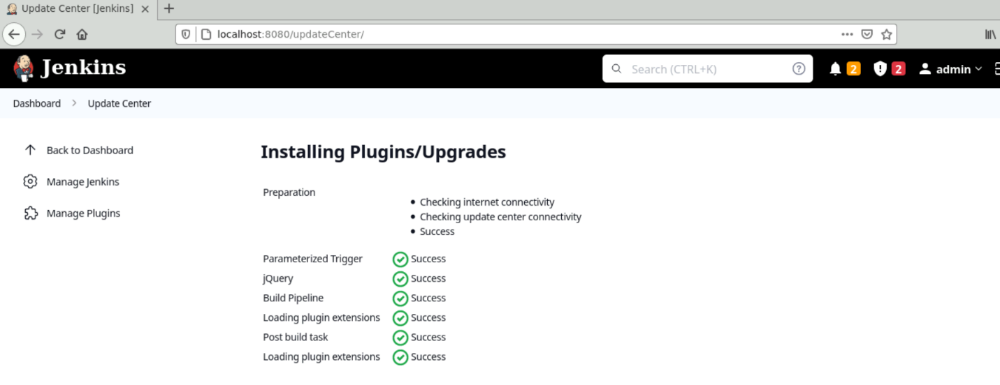 Update Center [Jenkins]
localhost:8080/updateCenter/
Jenkins
Search (CTRL+K)
2
2
admin
Dashboard
Update Center
Back to Dashboard
Manage Jenkins
Manage Plugins
Installing Plugins/Upgrades
Preparation
Checking internet connectivity
Checking update center connectivity
Success
Parameterized Trigger Success
jQuery Success
Build Pipeline Success
Loading plugin extensions Success
Post build task Success
Loading plugin extensions Success